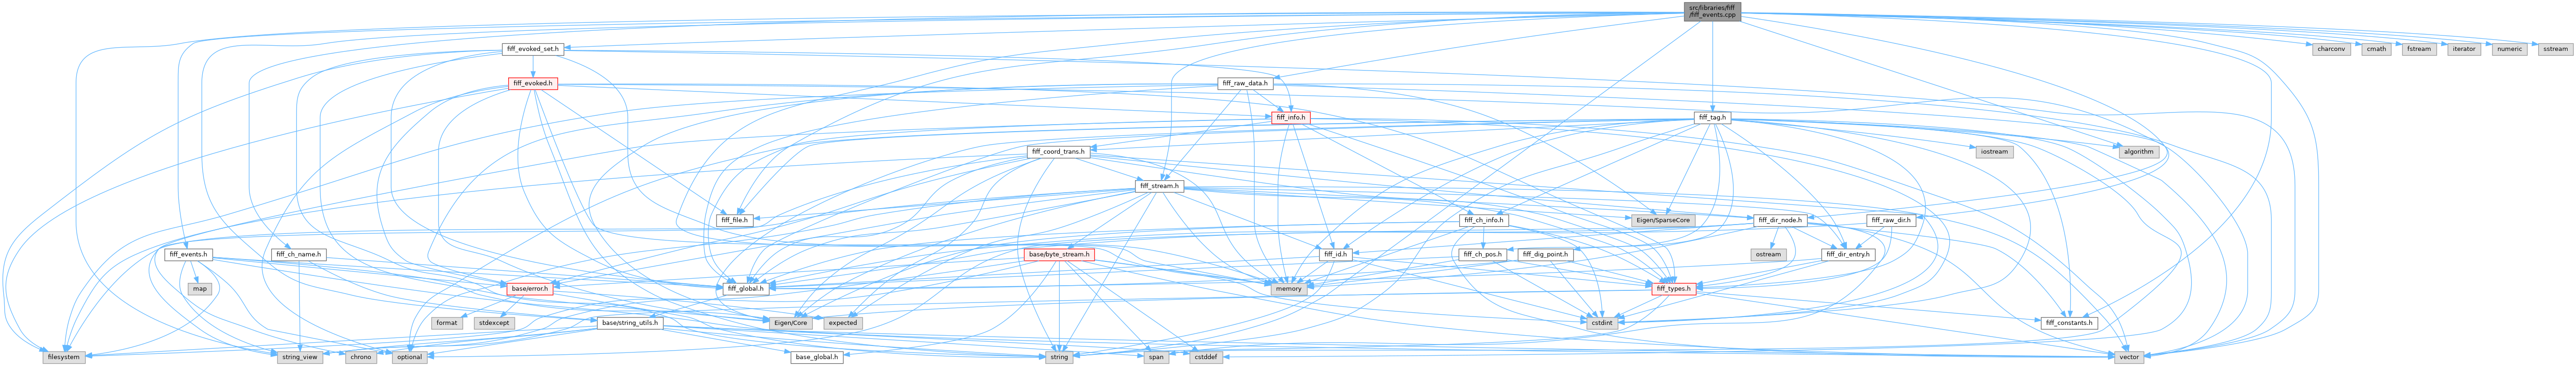 src/libraries/fiff
/fiff_events.cpp
fiff_evoked_set.h
charconv
cmath
fstream
iterator
numeric
sstream
fiff_evoked.h
fiff_raw_data.h
fiff_info.h
fiff_tag.h
fiff_coord_trans.h
iostream
algorithm
fiff_stream.h
fiff_file.h
fiff_ch_info.h
Eigen/SparseCore
fiff_dir_node.h
fiff_raw_dir.h
fiff_events.h
fiff_ch_name.h
base/byte_stream.h
fiff_id.h
fiff_ch_pos.h
fiff_dig_point.h
ostream
fiff_dir_entry.h
map
base/error.h
fiff_global.h
memory
fiff_types.h
format
stdexcept
Eigen/Core
expected
cstdint
fiff_constants.h
base/string_utils.h
filesystem
string_view
chrono
optional
base_global.h
string
span
cstddef
vector